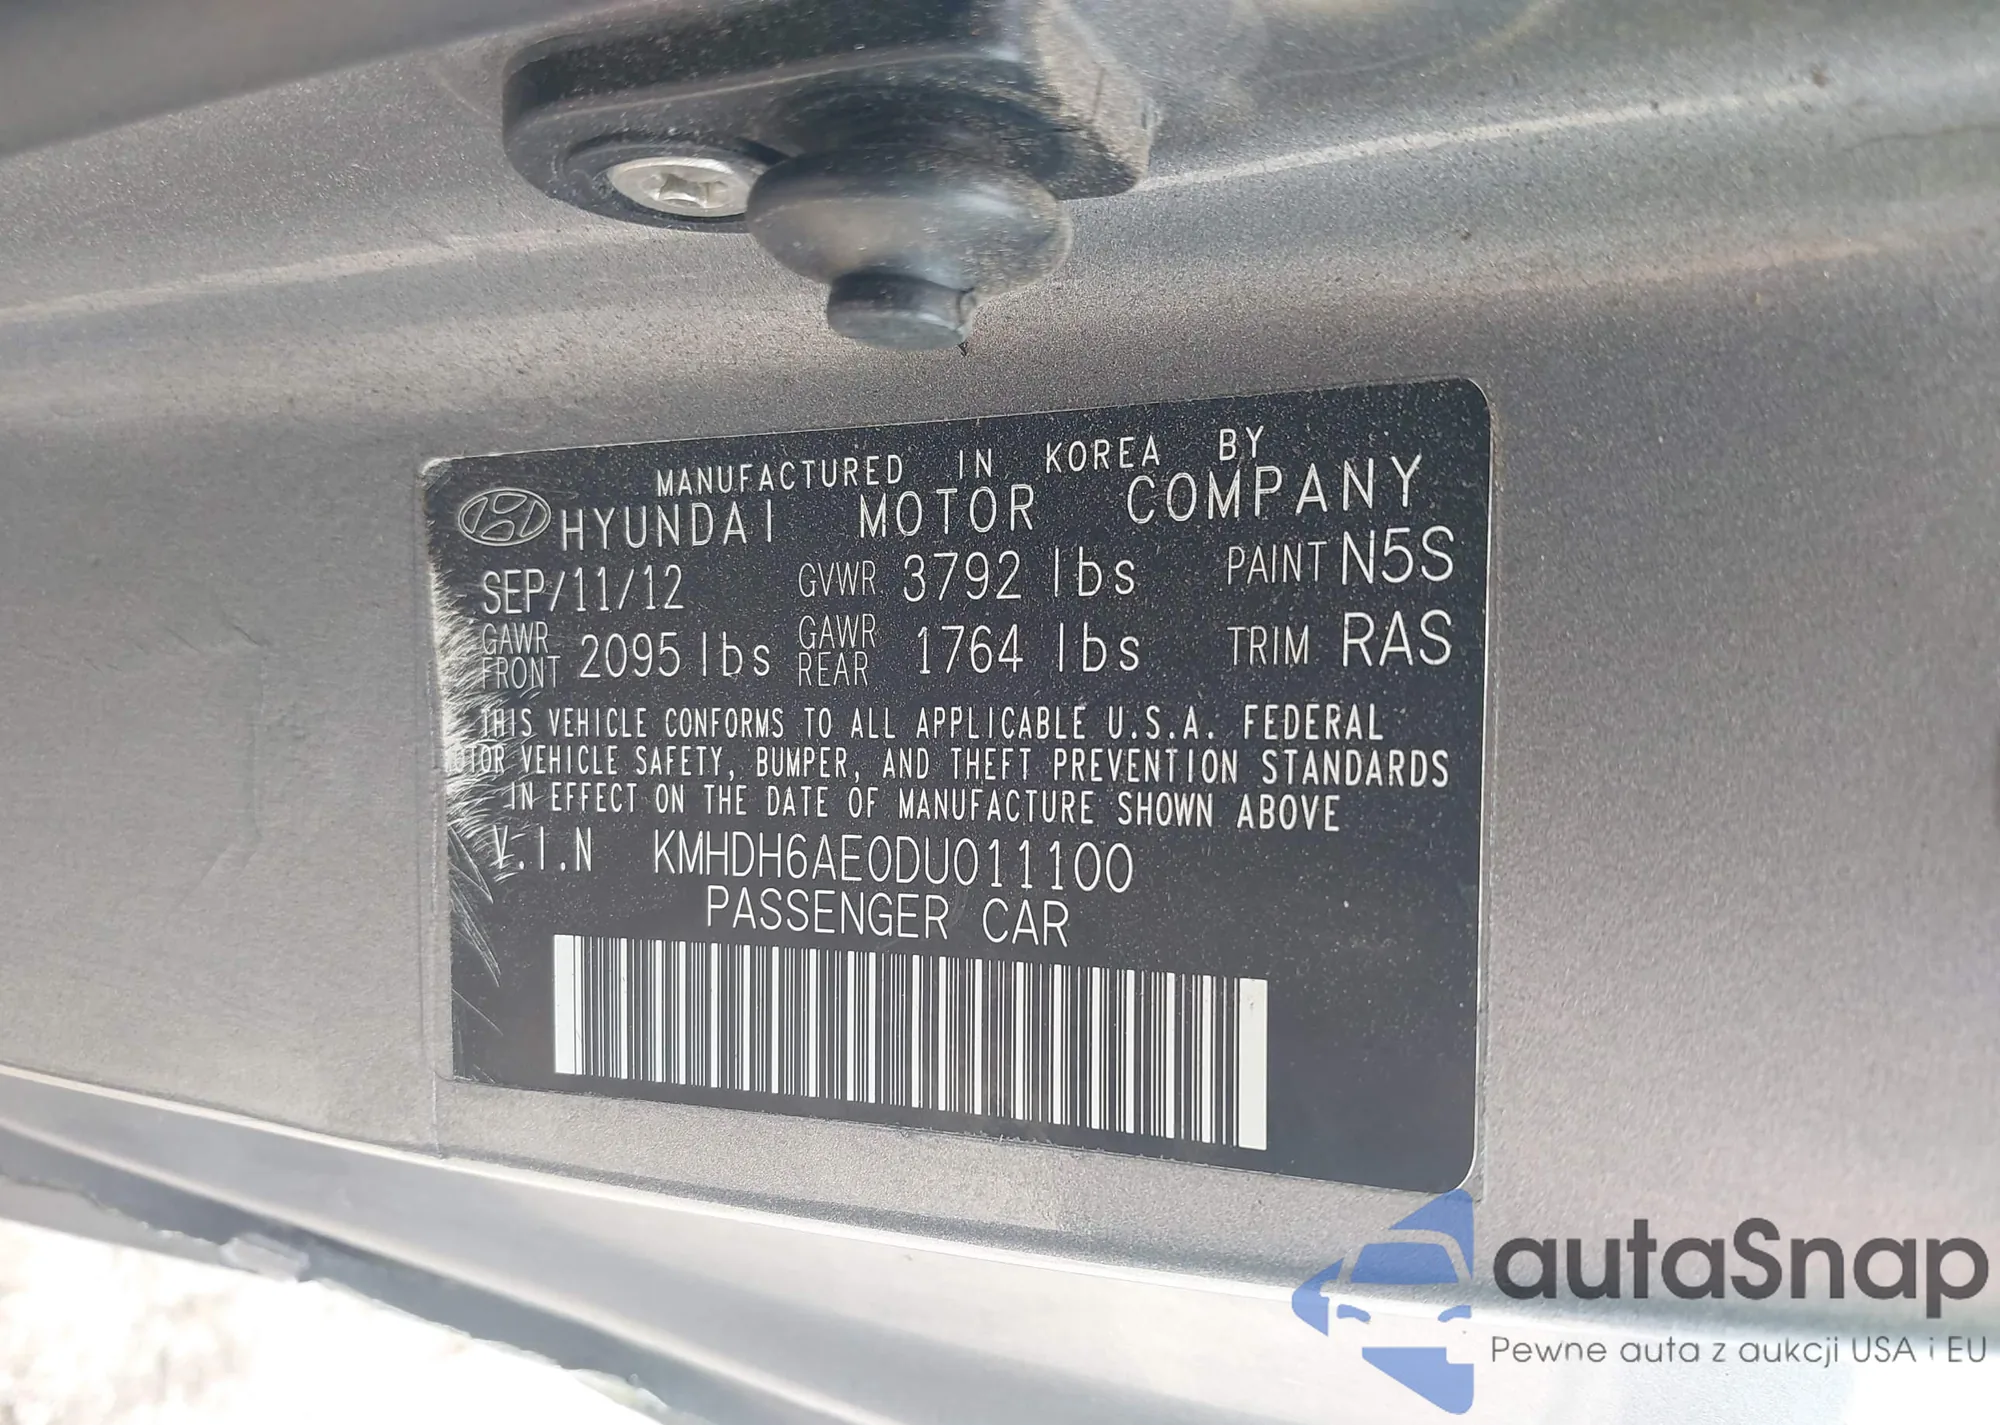 MANUFACTURED IN KOREA BY
HYUNDAI MOTOR COMPANY
SEP/11/12 GVWR 3792 lbs PAINT N5S
GAWR FRONT 2095 lbs GAWR REAR 1764 lbs TRIM RAS
THIS VEHICLE CONFORMS TO ALL APPLICABLE U.S.A. FEDERAL
MOTOR VEHICLE SAFETY, BUMPER, AND THEFT PREVENTION STANDARDS
IN EFFECT ON THE DATE OF MANUFACTURE SHOWN ABOVE
V.I.N KMHDH6AE0DU011100
PASSENGER CAR
autaSnap
Pewne auta z aukcji USA i EU